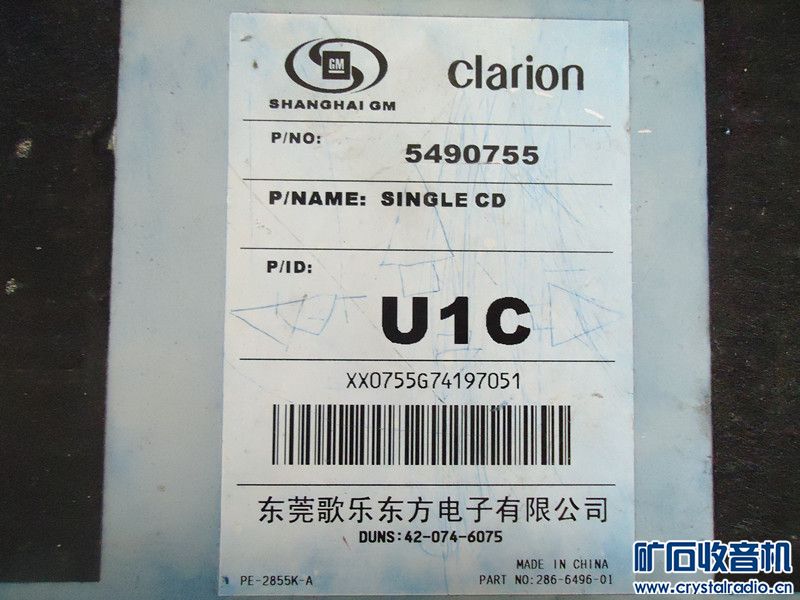 GM
clarion
SHANGHAI GM
P/NO:
5490755
P/NAME: SINGLE CD
P/ID:
U1C
XX0755G74197051
东莞歌乐东方电子有限公司
DUNS:42-074-6075
MADE IN CHINA
PE-2855K-A PART NO:286-6496-01
矿石收音机
www.crystalradio.cn